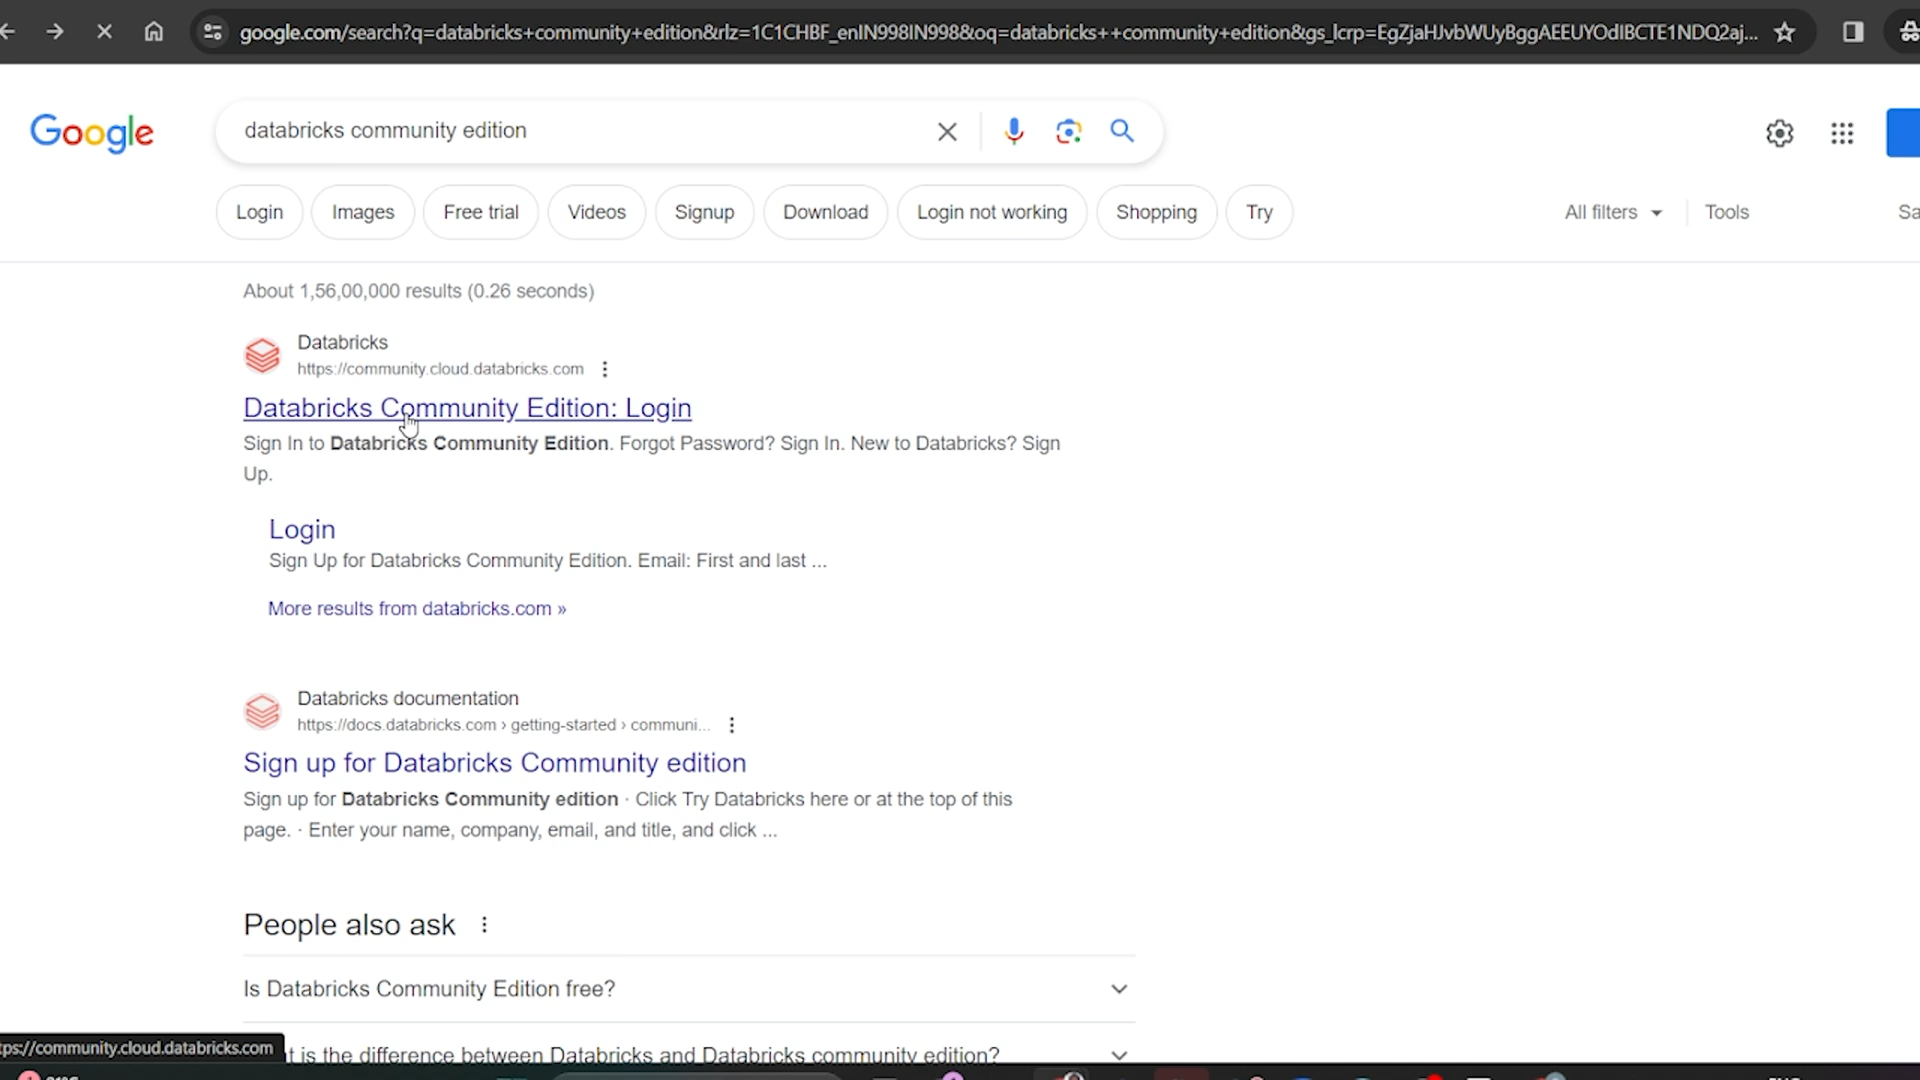 google.com/search?q=databricks+community+edition&rlz=1C1CHBF_enIN998IN998&oq=databricks++community+edition&gs_lcrp=EgZjaHJvbWUyBggAEEUYOdIBCTE1NDQ2aj...
Google
databricks community edition
Login Images Free trial Videos Signup Download Login not working Shopping Try All filters Tools Sa
About 1,56,00,000 results (0.26 seconds)
Databricks
https://community.cloud.databricks.com
Databricks Community Edition: Login
Sign In to Databricks Community Edition. Forgot Password? Sign In. New to Databricks? Sign
Up.
Login
Sign Up for Databricks Community Edition. Email: First and last ...
More results from databricks.com »
Databricks documentation
https://docs.databricks.com › getting-started › communi...
Sign up for Databricks Community edition
Sign up for Databricks Community edition · Click Try Databricks here or at the top of this
page. · Enter your name, company, email, and title, and click ...
People also ask
Is Databricks Community Edition free?
t is the difference between Databricks and Databricks community edition?
ps://community.cloud.databricks.com